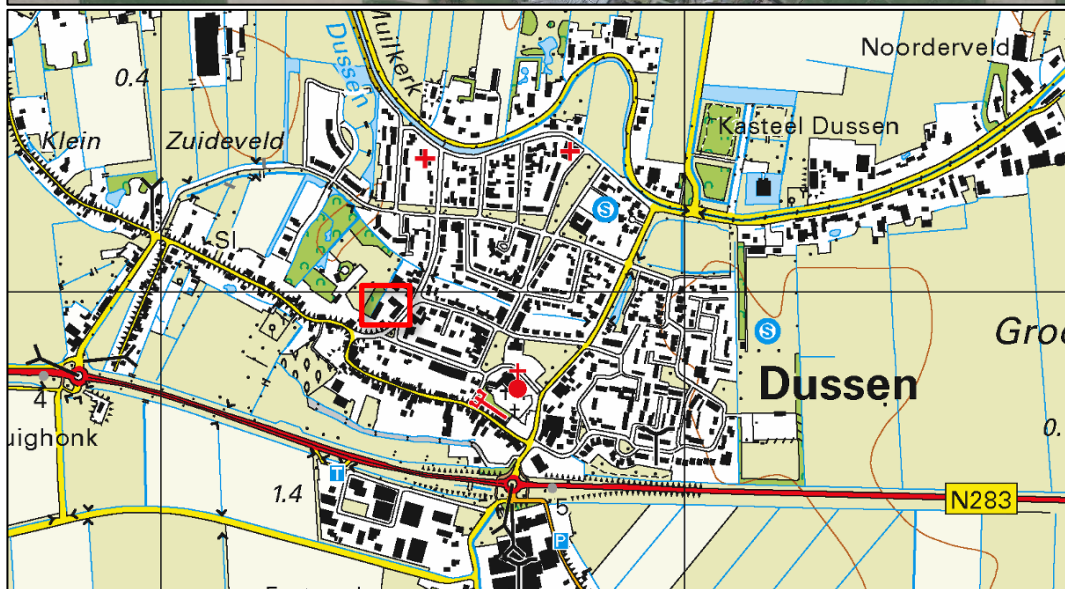 Muilkerk
Dussen
Noorderveld
0.4
Kasteel Dussen
Klein
Zuideveld
S
Sl
S
Groo
Dussen
4
uighonk
0.
T
1.4
5
N283
P